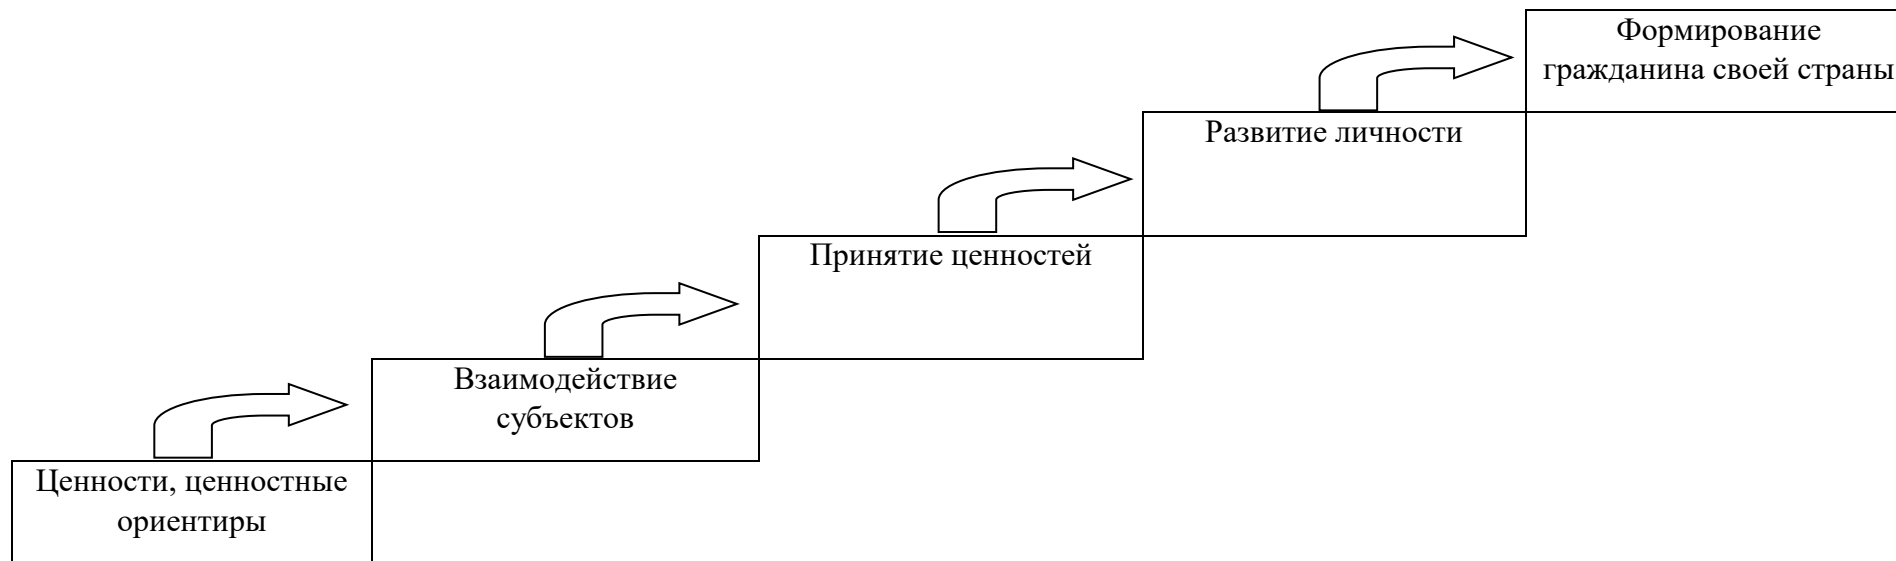 Формирование
гражданина своей страны
Развитие личности
Принятие ценностей
Взаимодействие
субъектов
Ценности, ценностные
ориентиры